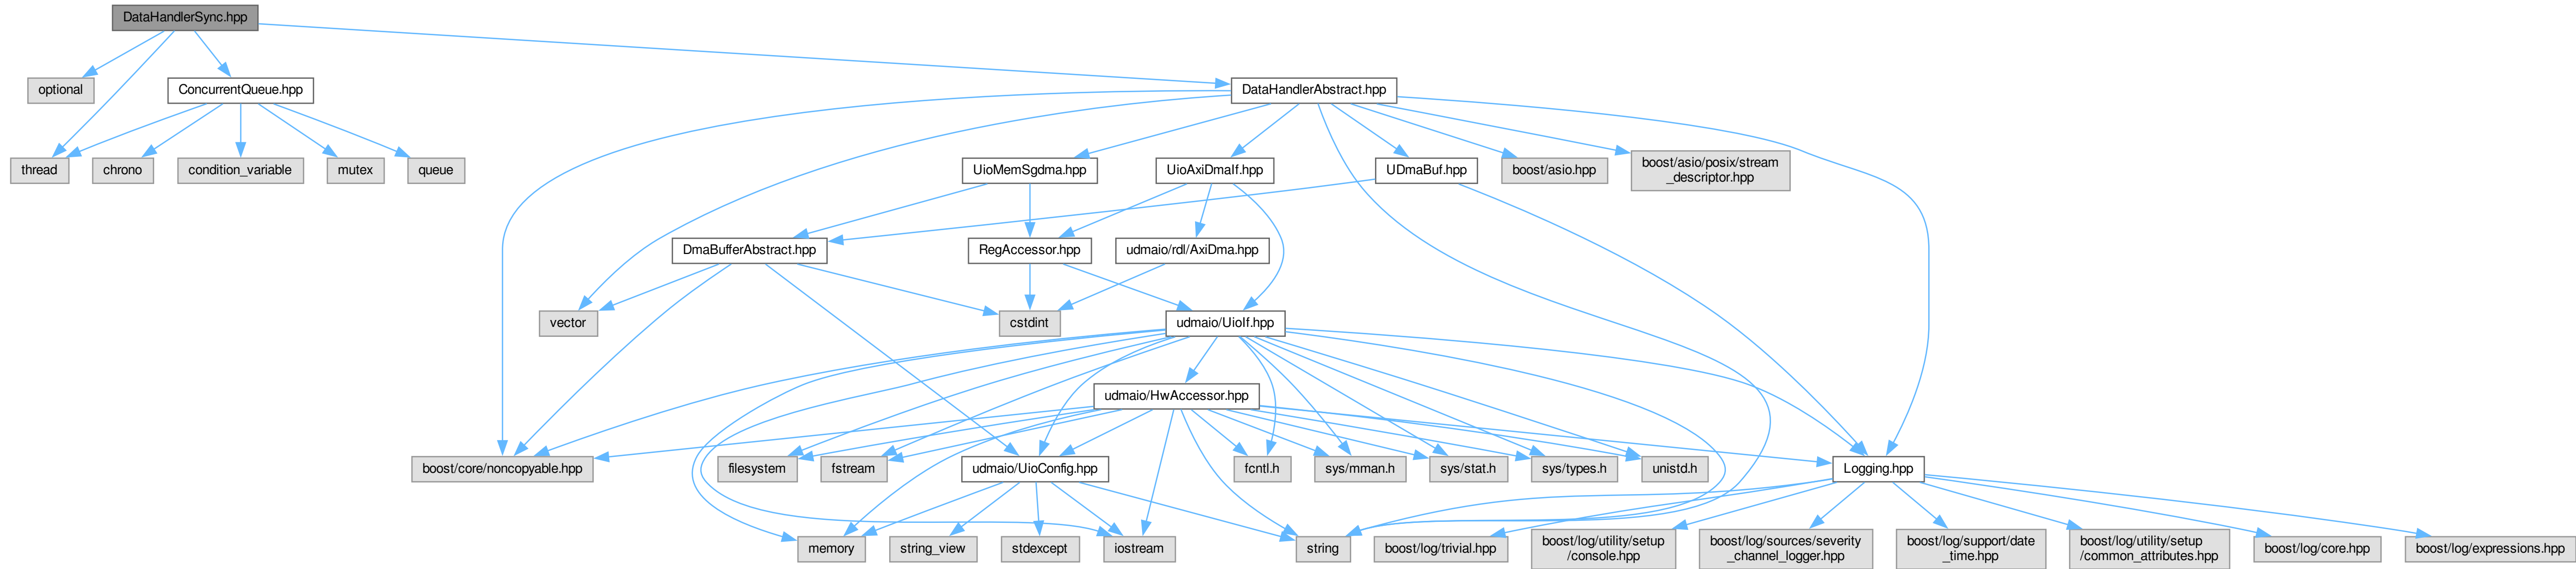 DataHandlerSync.hpp
optional
ConcurrentQueue.hpp
DataHandlerAbstract.hpp
thread
chrono
condition_variable
mutex
queue
UioMemSgdma.hpp
UioAxiDmaIf.hpp
UDmaBuf.hpp
boost/asio.hpp
boost/asio/posix/stream
_descriptor.hpp
DmaBufferAbstract.hpp
RegAccessor.hpp
udmaio/rdl/AxiDma.hpp
vector
cstdint
udmaio/UioIf.hpp
udmaio/HwAccessor.hpp
boost/core/noncopyable.hpp
filesystem
fstream
udmaio/UioConfig.hpp
fcntl.h
sys/mman.h
sys/stat.h
sys/types.h
unistd.h
Logging.hpp
memory
string_view
stdexcept
iostream
string
boost/log/trivial.hpp
boost/log/utility/setup
/console.hpp
boost/log/sources/severity
_channel_logger.hpp
boost/log/support/date
_time.hpp
boost/log/utility/setup
/common_attributes.hpp
boost/log/core.hpp
boost/log/expressions.hpp